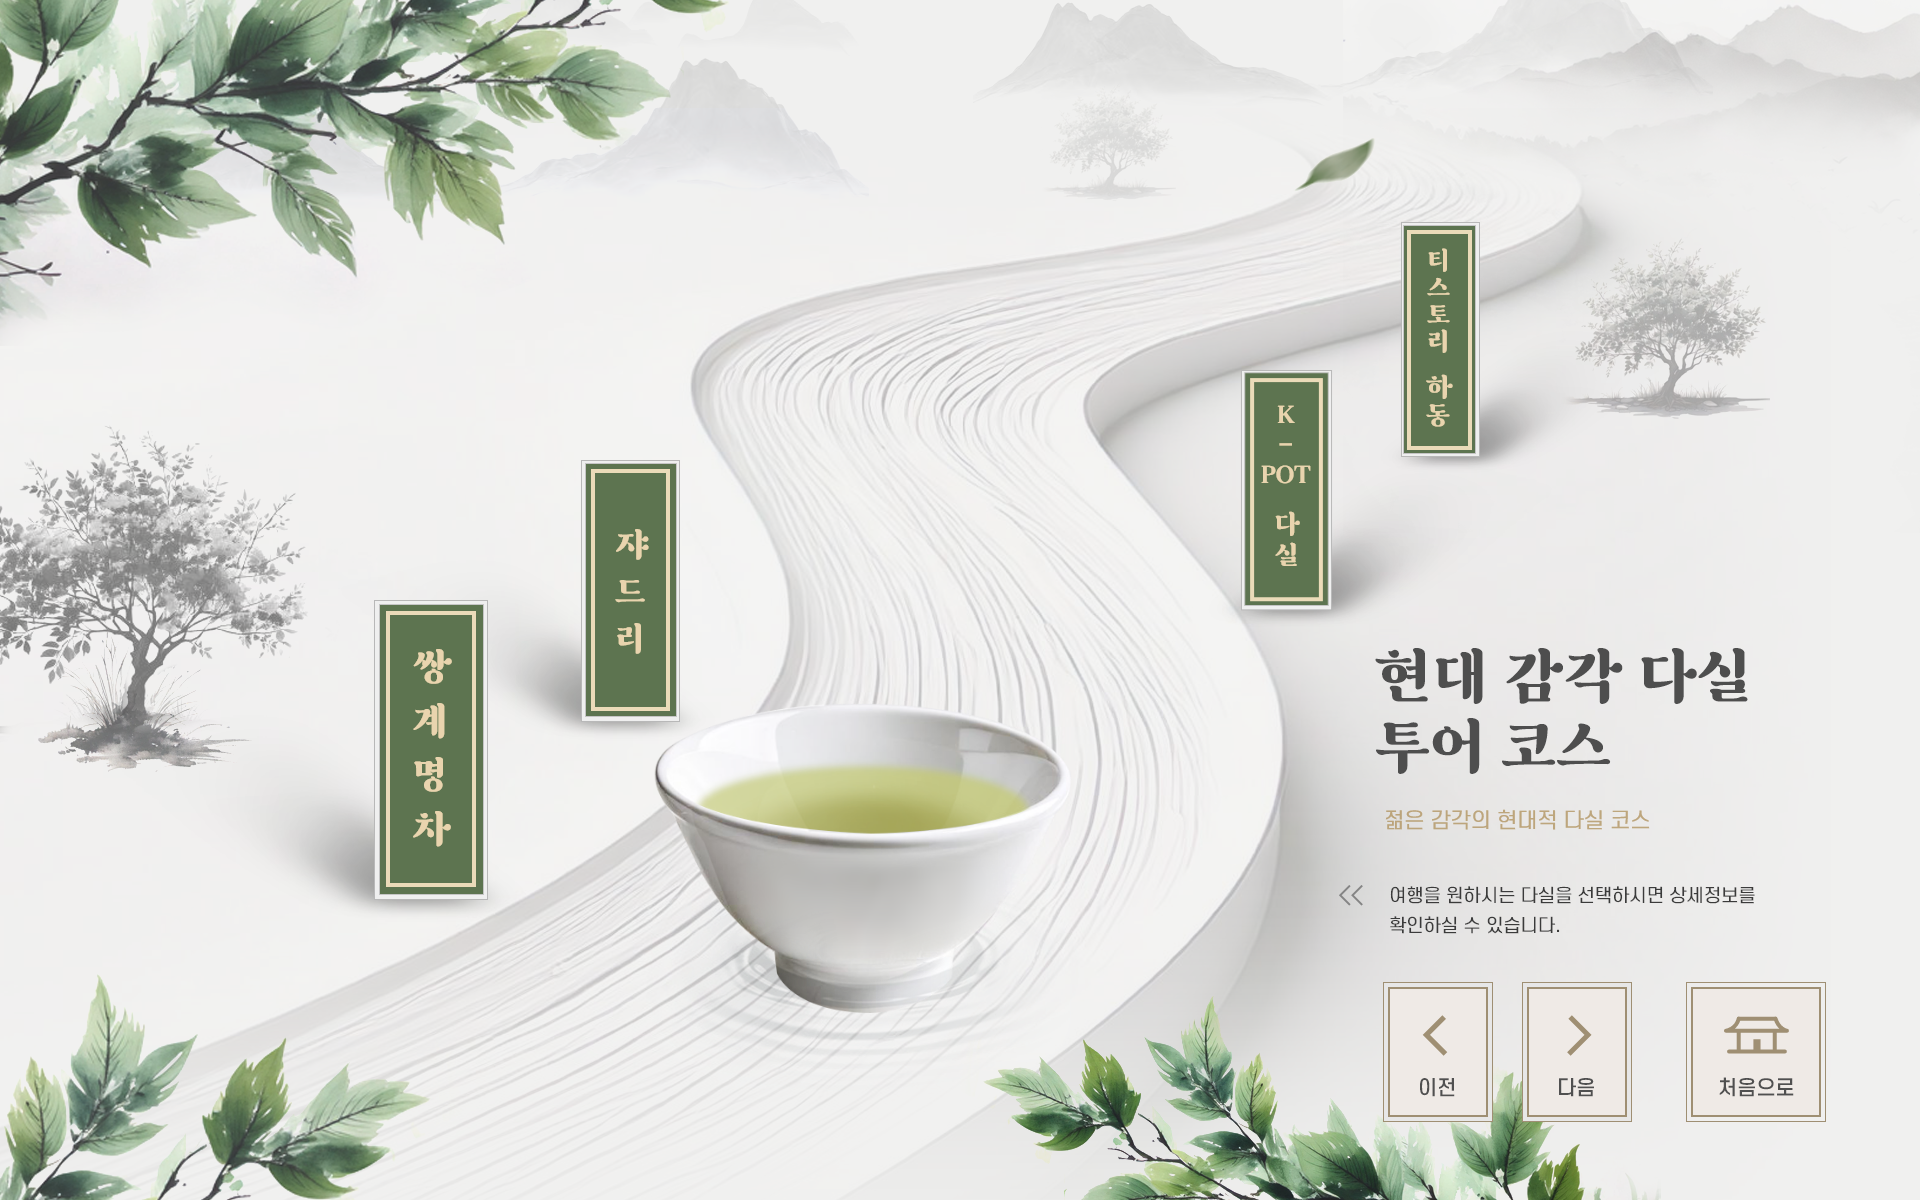 티스토리 하동
K-POT 다실
쟈드리
쌍계명차
현대 감각 다실
투어 코스
젊은 감각의 현대적 다실 코스
여행을 원하시는 다실을 선택하시면 상세정보를
확인하실 수 있습니다.
이전
다음
처음으로